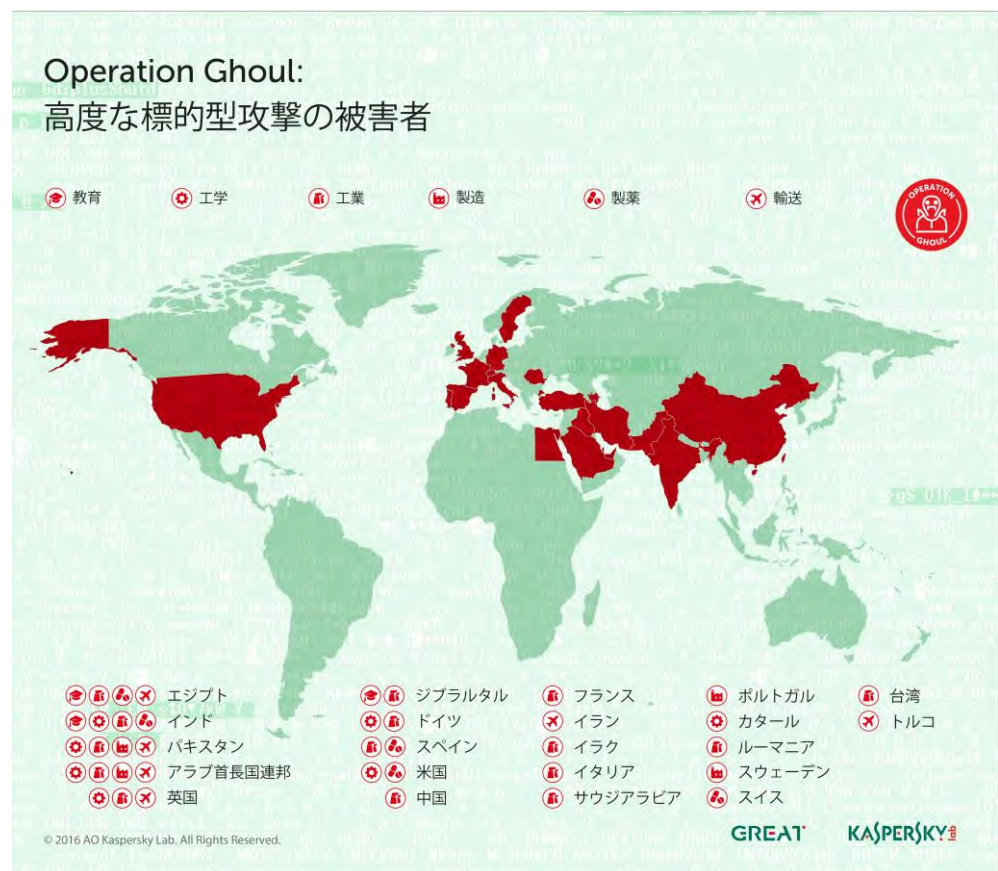 Operation Ghoul:
高度な標的型攻撃の被害者
教育
工学
工業
製造
製薬
輸送
OPERATION
GHOUL
エジプト
インド
パキスタン
アラブ首長国連邦
英国
ジブラルタル
ドイツ
スペイン
米国
中国
フランス
イラン
イラク
イタリア
サウジアラビア
ポルトガル
カタール
ルーマニア
スウェーデン
スイス
台湾
トルコ
© 2016 AO Kaspersky Lab. All Rights Reserved.
GREAT
KASPERSKY lab